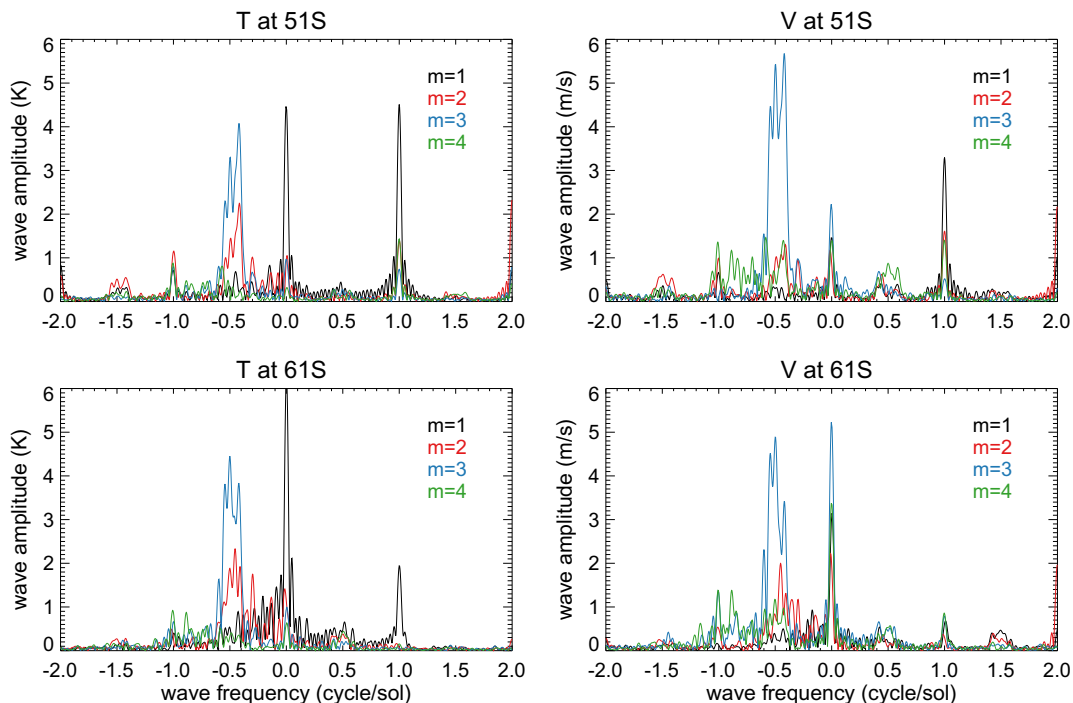 T at 51S
wave amplitude (K)
6
5
4
3
2
1
0
m=1
m=2
m=3
m=4
-2.0 -1.5 -1.0 -0.5 0.0 0.5 1.0 1.5 2.0
V at 51S
wave amplitude (m/s)
6
5
4
3
2
1
0
m=1
m=2
m=3
m=4
-2.0 -1.5 -1.0 -0.5 0.0 0.5 1.0 1.5 2.0
T at 61S
wave amplitude (K)
6
5
4
3
2
1
0
m=1
m=2
m=3
m=4
-2.0 -1.5 -1.0 -0.5 0.0 0.5 1.0 1.5 2.0
wave frequency (cycle/sol)
V at 61S
wave amplitude (m/s)
6
5
4
3
2
1
0
m=1
m=2
m=3
m=4
-2.0 -1.5 -1.0 -0.5 0.0 0.5 1.0 1.5 2.0
wave frequency (cycle/sol)